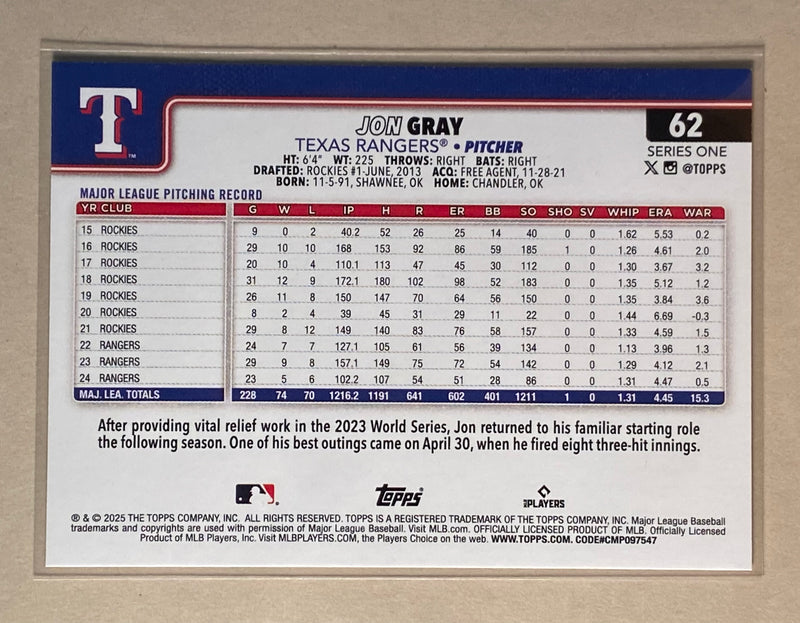 T
TM
JON GRAY
62
TEXAS RANGERS® • PITCHER
SERIES ONE
HT: 6'4" WT: 225 THROWS: RIGHT BATS: RIGHT
X @TOPPS
DRAFTED: ROCKIES #1-JUNE, 2013 ACQ: FREE AGENT, 11-28-21
BORN: 11-5-91, SHAWNEE, OK HOME: CHANDLER, OK
MAJOR LEAGUE PITCHING RECORD
YR CLUB G W L IP H R ER BB SO SHO SV WHIP ERA WAR
15 ROCKIES 9 0 2 40.2 52 26 25 14 40 0 0 1.62 5.53 0.2
16 ROCKIES 29 10 10 168 153 92 86 59 185 1 0 1.26 4.61 2.0
17 ROCKIES 20 10 4 110.1 113 47 45 30 112 0 0 1.30 3.67 3.2
18 ROCKIES 31 12 9 172.1 180 102 98 52 183 0 0 1.35 5.12 1.2
19 ROCKIES 26 11 8 150 147 70 64 56 150 0 0 1.35 3.84 3.6
20 ROCKIES 8 2 4 39 45 31 29 11 22 0 0 1.44 6.69 -0.3
21 ROCKIES 29 8 12 149 140 83 76 58 157 0 0 1.33 4.59 1.5
22 RANGERS 24 7 7 127.1 105 61 56 39 134 0 0 1.13 3.96 1.3
23 RANGERS 29 9 8 157.1 149 75 72 54 142 0 0 1.29 4.12 2.1
24 RANGERS 23 5 6 102.2 107 54 51 28 86 0 0 1.31 4.47 0.5
MAJ. LEA. TOTALS 228 74 70 1216.2 1191 641 602 401 1211 1 0 1.31 4.45 15.3
After providing vital relief work in the 2023 World Series, Jon returned to his familiar starting role
the following season. One of his best outings came on April 30, when he fired eight three-hit innings.
Topps
MLB PLAYERS
® & © 2025 THE TOPPS COMPANY, INC. ALL RIGHTS RESERVED. TOPPS IS A REGISTERED TRADEMARK OF THE TOPPS COMPANY, INC. Major League Baseball
trademarks and copyrights are used with permission of Major League Baseball. Visit MLB.com. OFFICIALLY LICENSED PRODUCT OF MLB. Officially Licensed
Product of MLB Players, Inc. Visit MLBPLAYERS.COM, the Players Choice on the web. WWW.TOPPS.COM. CODE#CMP097547